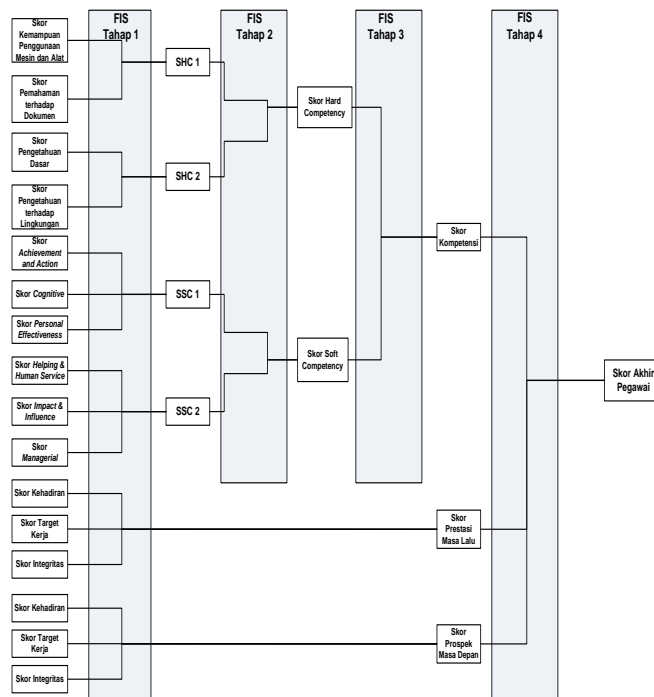 FIS
Tahap 1
FIS
Tahap 2
FIS
Tahap 3
FIS
Tahap 4
Skor
Kemampuan
Penggunaan
Mesin dan Alat
Skor
Pemahaman
terhadap
Dokumen
Skor
Pengetahuan
Dasar
Skor
Pengetahuan
terhadap
Lingkungan
Skor
Achievement
and Action
Skor Cognitive
Skor Personal
Effectiveness
Skor Helping &
Human Service
Skor Impact &
Influence
Skor
Managerial
Skor Kehadiran
Skor Target
Kerja
Skor Integritas
Skor Kehadiran
Skor Target
Kerja
Skor Integritas
SHC 1
SHC 2
SSC 1
SSC 2
Skor Hard
Competency
Skor Soft
Competency
Skor
Kompetensi
Skor
Prestasi
Masa Lalu
Skor
Prospek
Masa Depan
Skor Akhir
Pegawai